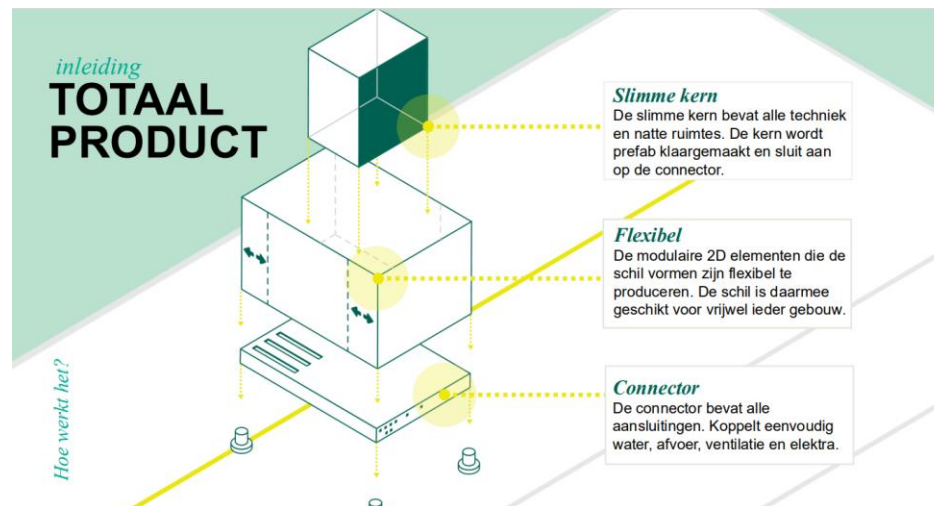 inleiding
TOTAAL
PRODUCT
Slimme kern
De slimme kern bevat alle techniek
en natte ruimtes. De kern wordt
prefab klaargemaakt en sluit aan
op de connector.
Flexibel
De modulaire 2D elementen die de
schil vormen zijn flexibel te
produceren. De schil is daarmee
geschikt voor vrijwel ieder gebouw.
Connector
De connector bevat alle
aansluitingen. Koppelt eenvoudig
water, afvoer, ventilatie en elektra.
Hoe werkt het?